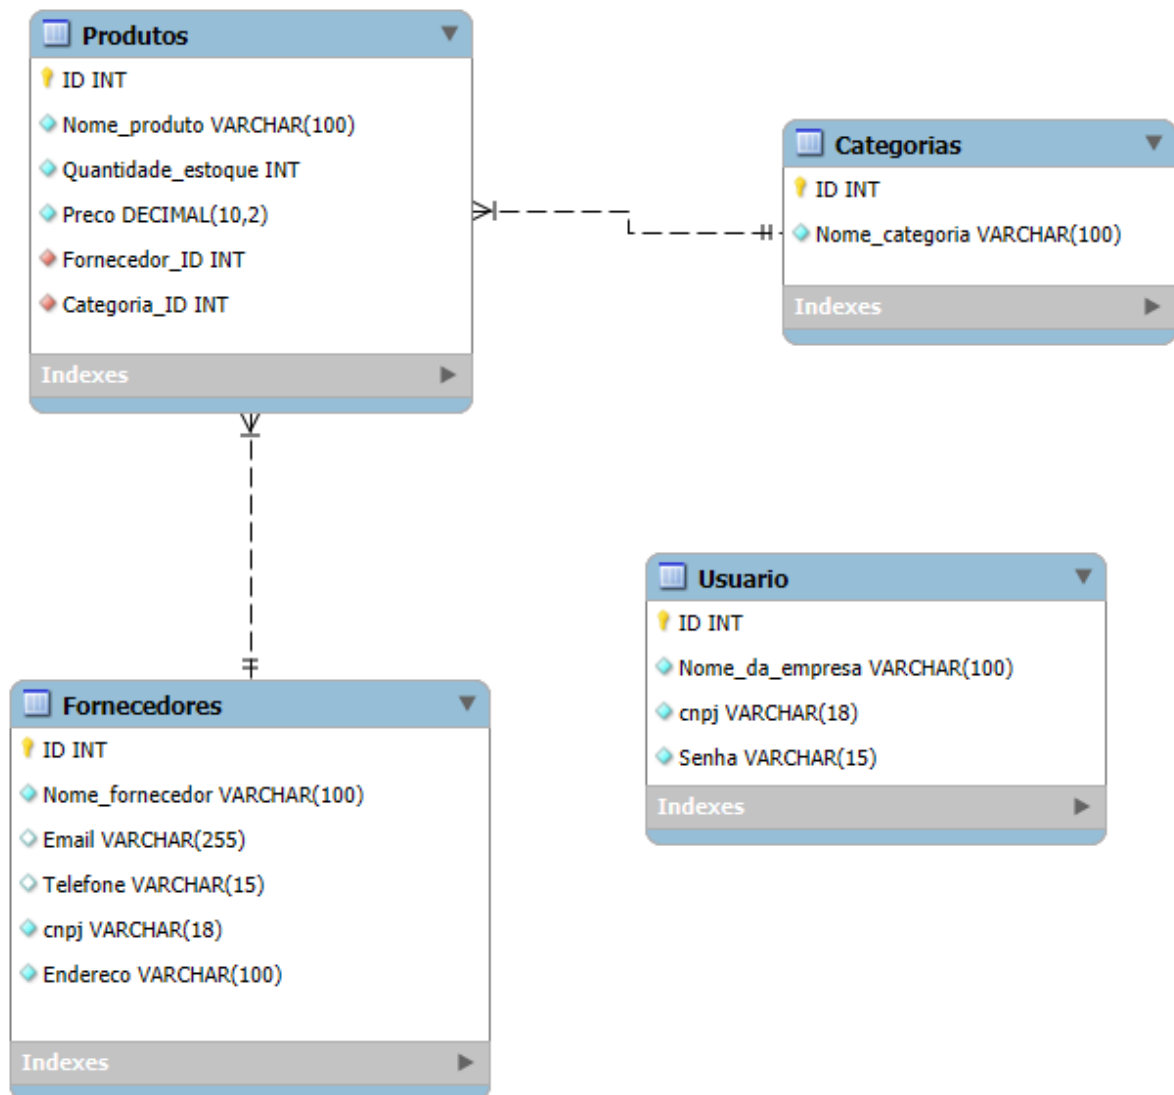 Produtos
ID INT
Nome_produto VARCHAR(100)
Quantidade_estoque INT
Preco DECIMAL(10,2)
Fornecedor_ID INT
Categoria_ID INT
Indexes
Categorias
ID INT
Nome_categoria VARCHAR(100)
Indexes
Fornecedores
ID INT
Nome_fornecedor VARCHAR(100)
Email VARCHAR(255)
Telefone VARCHAR(15)
cnpj VARCHAR(18)
Endereco VARCHAR(100)
Indexes
Usuario
ID INT
Nome_da_empresa VARCHAR(100)
cnpj VARCHAR(18)
Senha VARCHAR(15)
Indexes